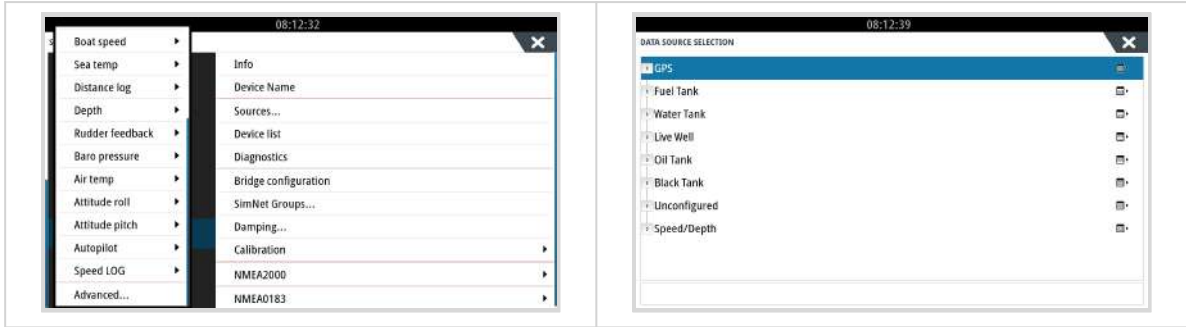 08:12:32
Boat speed
Sea temp
Distance log
Depth
Rudder feedback
Baro pressure
Air temp
Attitude roll
Attitude pitch
Autopilot
Speed LOG
Advanced...
Info
Device Name
Sources...
Device list
Diagnostics
Bridge configuration
SimNet Groups...
Damping...
Calibration
NMEA2000
NMEA0183
08:12:39
DATA SOURCE SELECTION
GPS
Fuel Tank
Water Tank
Live Well
Oil Tank
Black Tank
Unconfigured
Speed/Depth